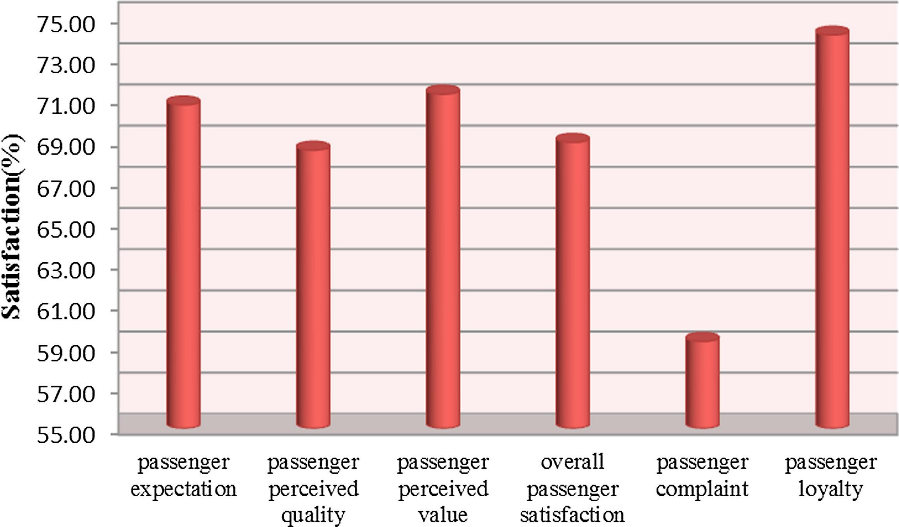 Satisfaction(%)
75.00
73.00
71.00
69.00
67.00
65.00
63.00
61.00
59.00
57.00
55.00
passenger
expectation
passenger
perceived
quality
passenger
perceived
value
overall
passenger
satisfaction
passenger
complaint
passenger
loyalty